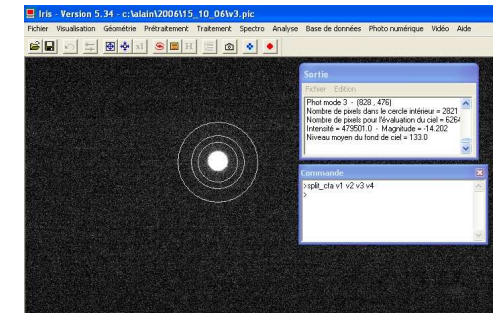 Iris - Version 5.34 - c:\alain\2006\15_10_06\v3.pic
Fichier Visualisation Géométrie Prétraitement Traitement Spectro Analyse Base de données Photo numérique Vidéo Aide
Sortie
Fichier Edition
Phot mode 3 - (828 , 476)
Nombre de pixels dans le cercle intérieur = 2821
Nombre de pixels pour l'évaluation du ciel = 6264
Intensité = 479501.0 - Magnitude = -14.202
Niveau moyen du fond de ciel = 133.0
Commande
>split_cfa v1 v2 v3 v4
>